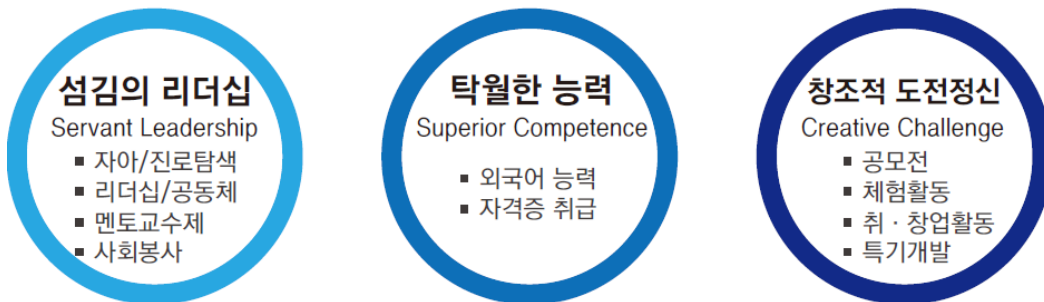 섬김의 리더십
Servant Leadership
▪ 자아/진로탐색
▪ 리더십/공동체
▪ 멘토교수제
▪ 사회봉사
탁월한 능력
Superior Competence
▪ 외국어 능력
▪ 자격증 취급
창조적 도전정신
Creative Challenge
▪ 공모전
▪ 체험활동
▪ 취 · 창업활동
▪ 특기개발